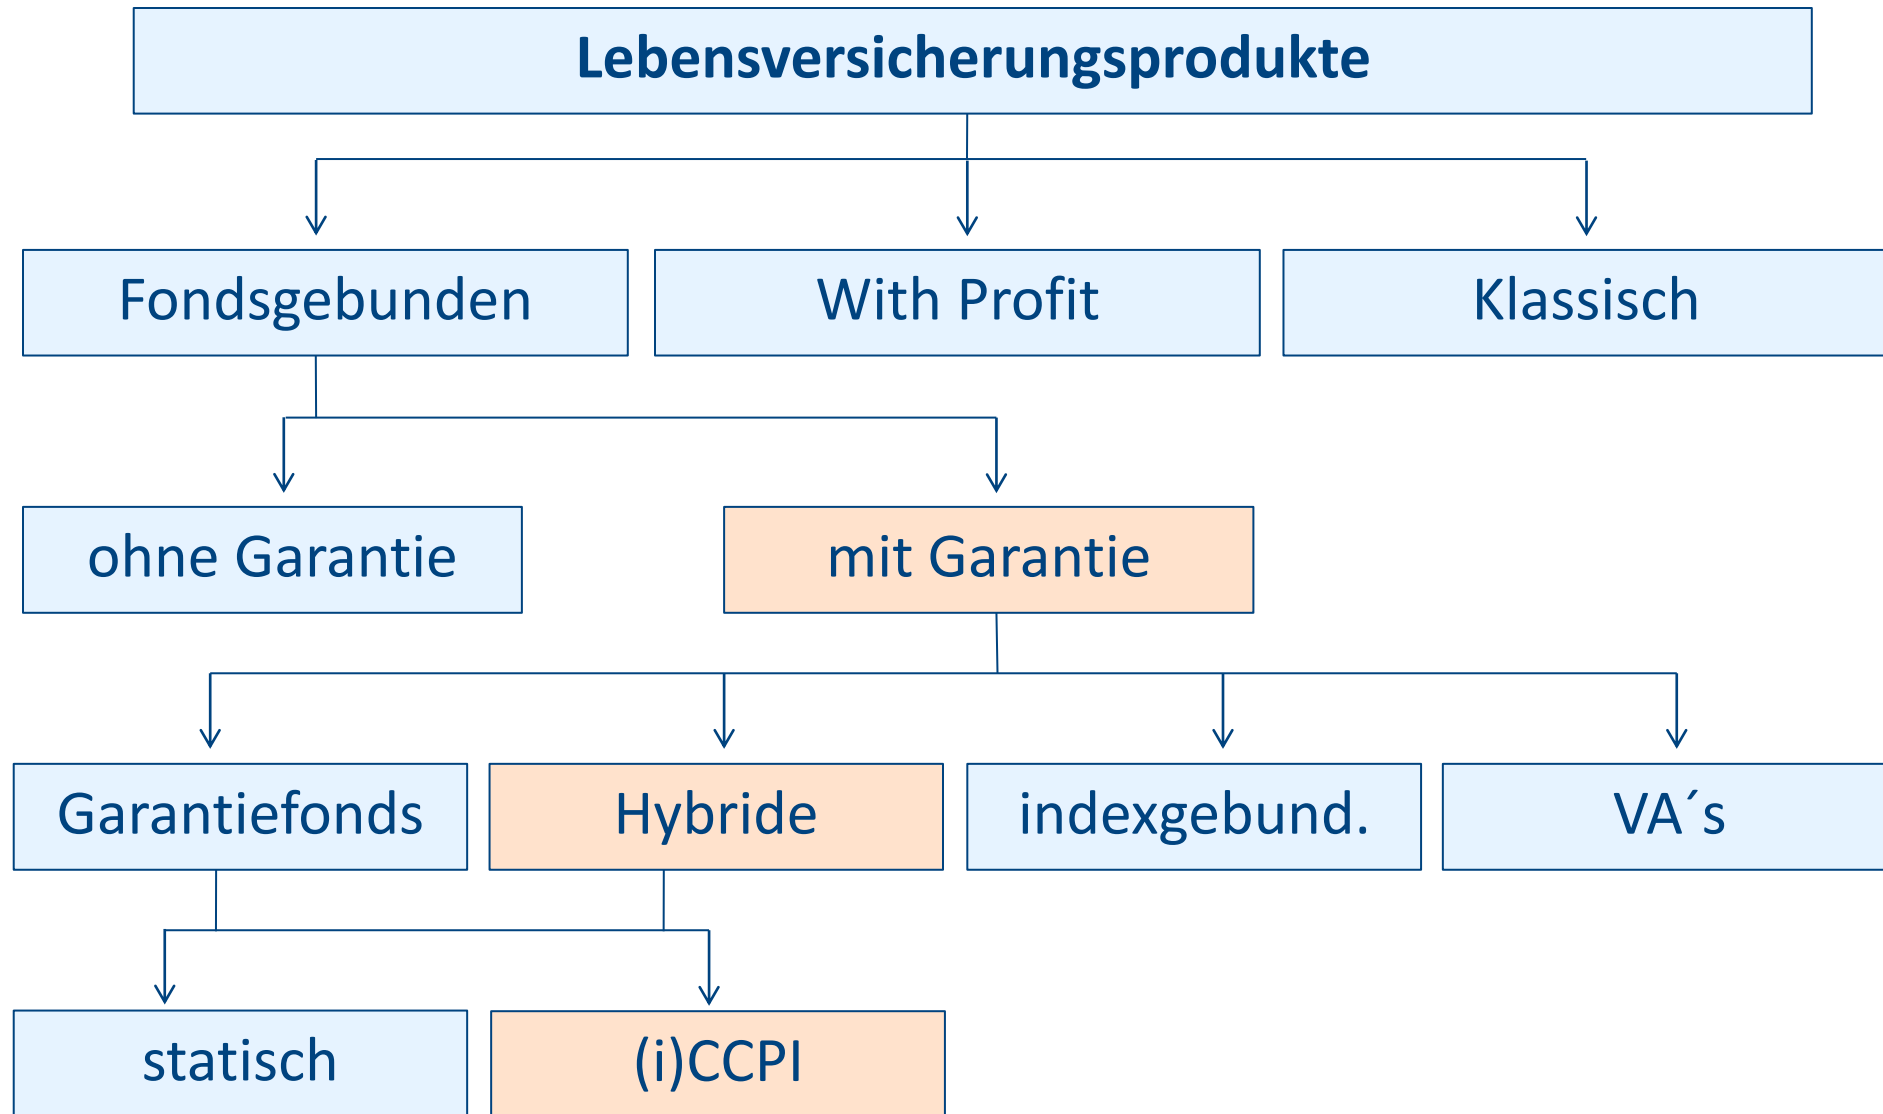 Lebensversicherungsprodukte
Fondsgebunden
With Profit
Klassisch
ohne Garantie
mit Garantie
Garantiefonds
Hybride
indexgebund.
VA´s
statisch
(i)CCPI